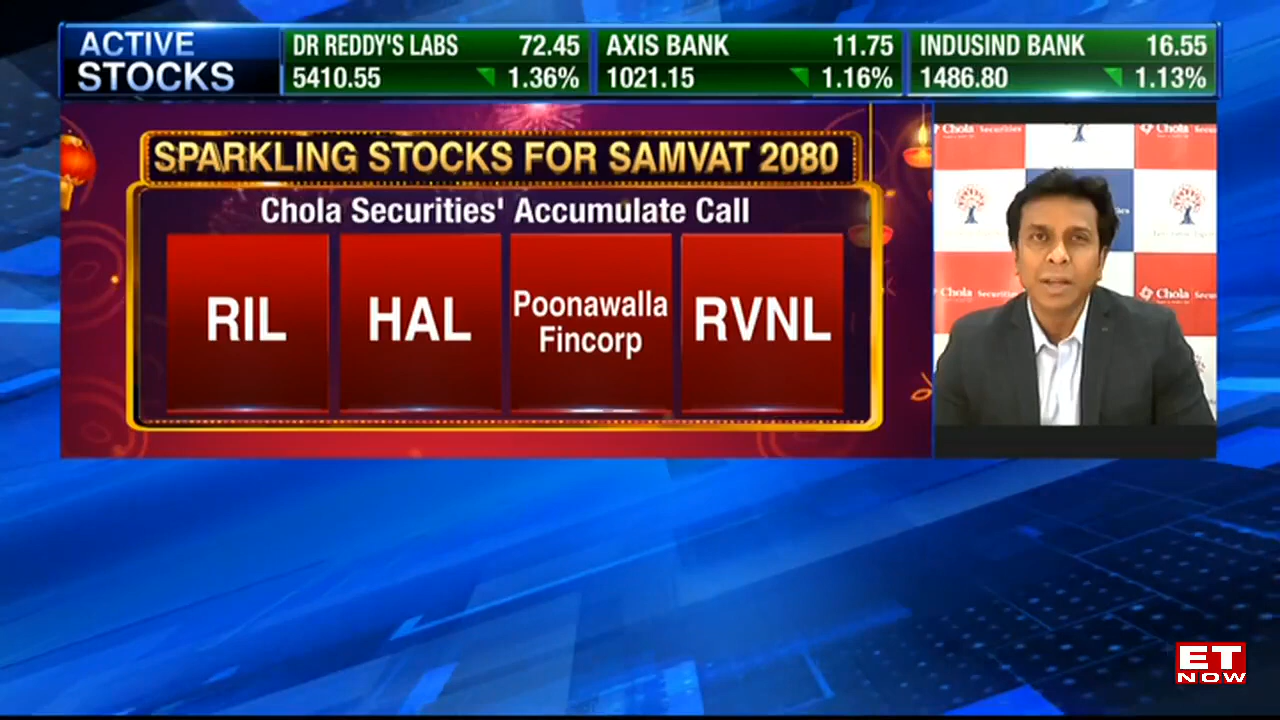 ACTIVE
STOCKS
DR REDDY'S LABS 72.45
5410.55 1.36%
AXIS BANK 11.75
1021.15 1.16%
INDUSIND BANK 16.55
1486.80 1.13%
SPARKLING STOCKS FOR SAMVAT 2080
Chola Securities' Accumulate Call
RIL
HAL
Poonawalla
Fincorp
RVNL
Chola Securities
Chola
Chola Securities
Chola
ET
NOW